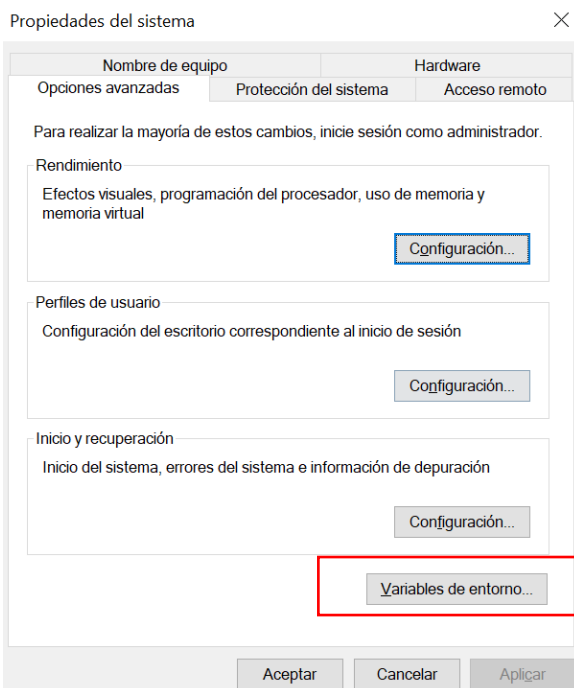 Propiedades del sistema
Nombre de equipo
Hardware
Opciones avanzadas
Protección del sistema
Acceso remoto
Para realizar la mayoría de estos cambios, inicie sesión como administrador.
Rendimiento
Efectos visuales, programación del procesador, uso de memoria y
memoria virtual
Configuración...
Perfiles de usuario
Configuración del escritorio correspondiente al inicio de sesión
Configuración...
Inicio y recuperación
Inicio del sistema, errores del sistema e información de depuración
Configuración...
Variables de entorno...
Aceptar
Cancelar
Aplicar